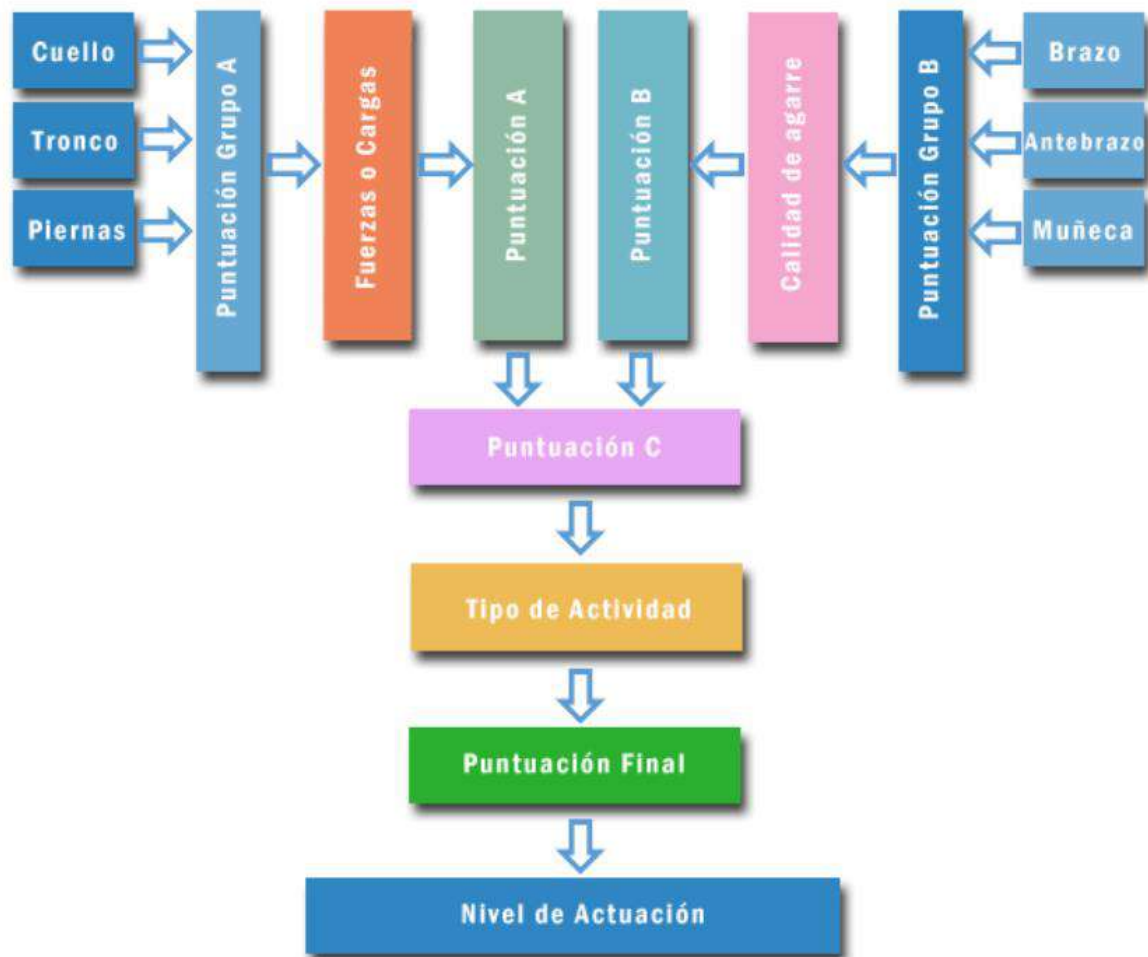 Cuello
Tronco
Piernas
Puntuación Grupo A
Fuerzas o Cargas
Puntuación A
Puntuación B
Calidad de agarre
Puntuación Grupo B
Brazo
Antebrazo
Muñeca
Puntuación C
Tipo de Actividad
Puntuación Final
Nivel de Actuación